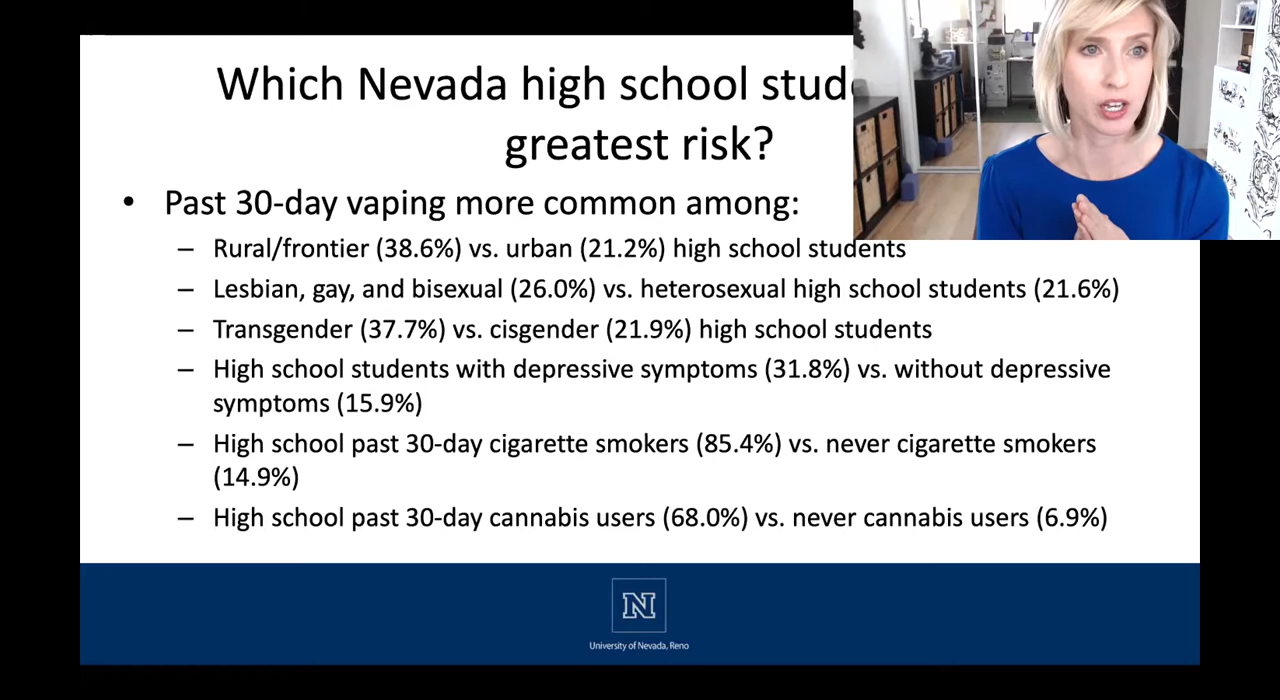 Which Nevada high school
greatest risk?
• Past 30-day vaping more common among:
– Rural/frontier (38.6%) vs. urban (21.2%) high school students
– Lesbian, gay, and bisexual (26.0%) vs. heterosexual high school students (21.6%)
– Transgender (37.7%) vs. cisgender (21.9%) high school students
– High school students with depressive symptoms (31.8%) vs. without depressive
symptoms (15.9%)
– High school past 30-day cigarette smokers (85.4%) vs. never cigarette smokers
(14.9%)
– High school past 30-day cannabis users (68.0%) vs. never cannabis users (6.9%)
N
University of Nevada, Reno